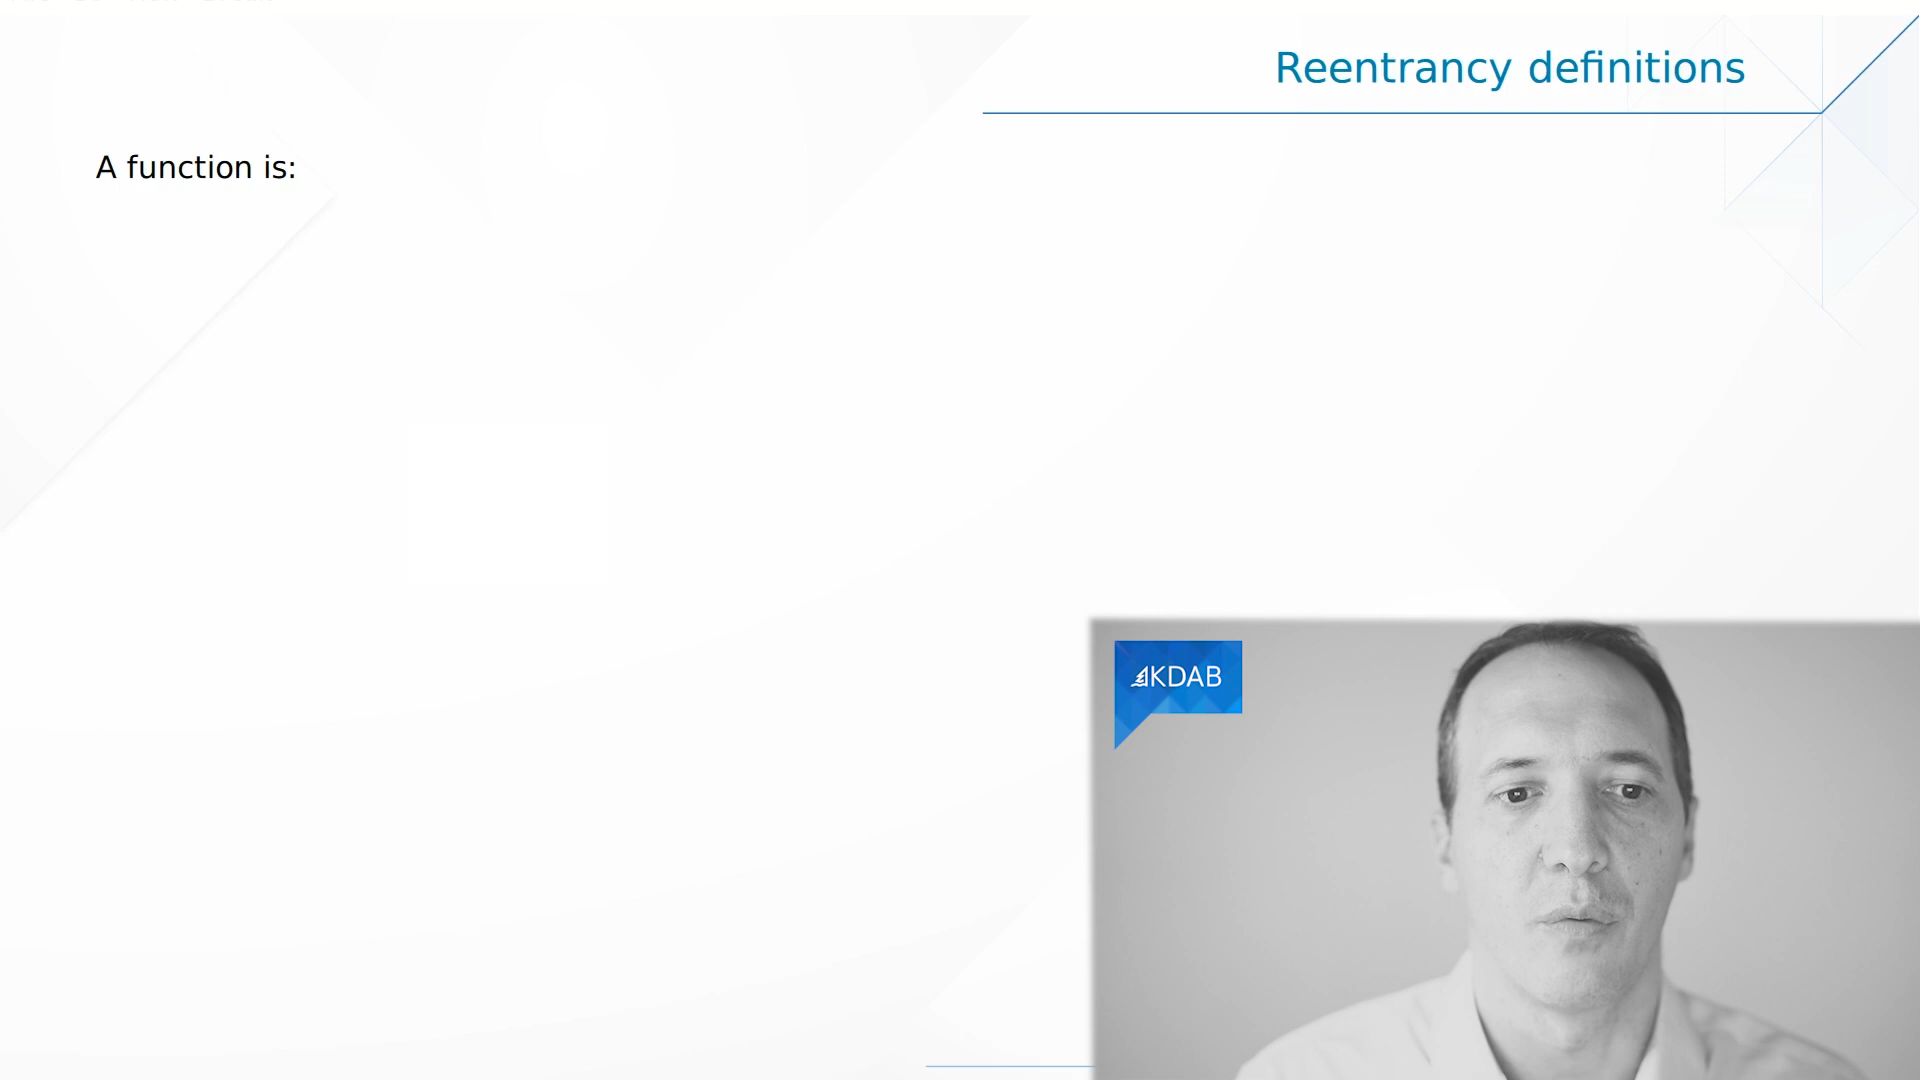 Reentrancy definitions
A function is:
KDAB